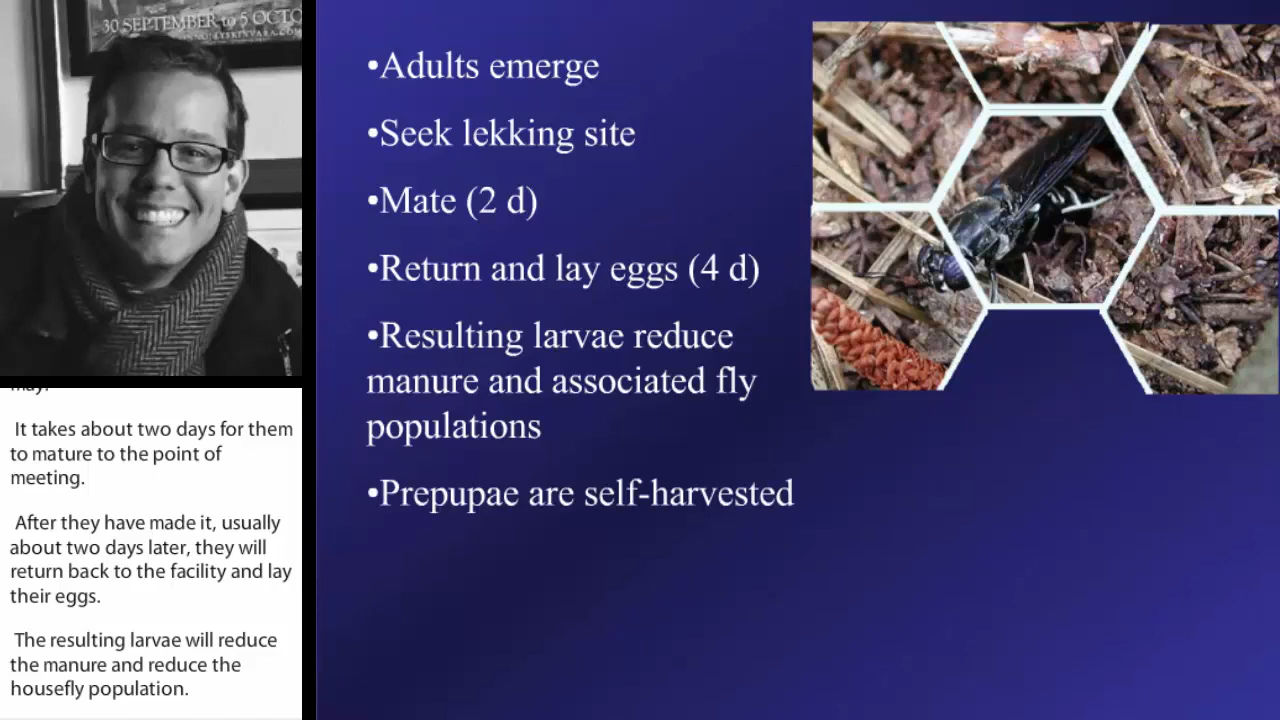 30 SEPTEMBER to 5 OCTO
may.
It takes about two days for them
to mature to the point of
meeting.
After they have made it, usually
about two days later, they will
return back to the facility and lay
their eggs.
The resulting larvae will reduce
the manure and reduce the
housefly population.
•Adults emerge
•Seek lekking site
•Mate (2 d)
•Return and lay eggs (4 d)
•Resulting larvae reduce
manure and associated fly
populations
•Prepupae are self-harvested